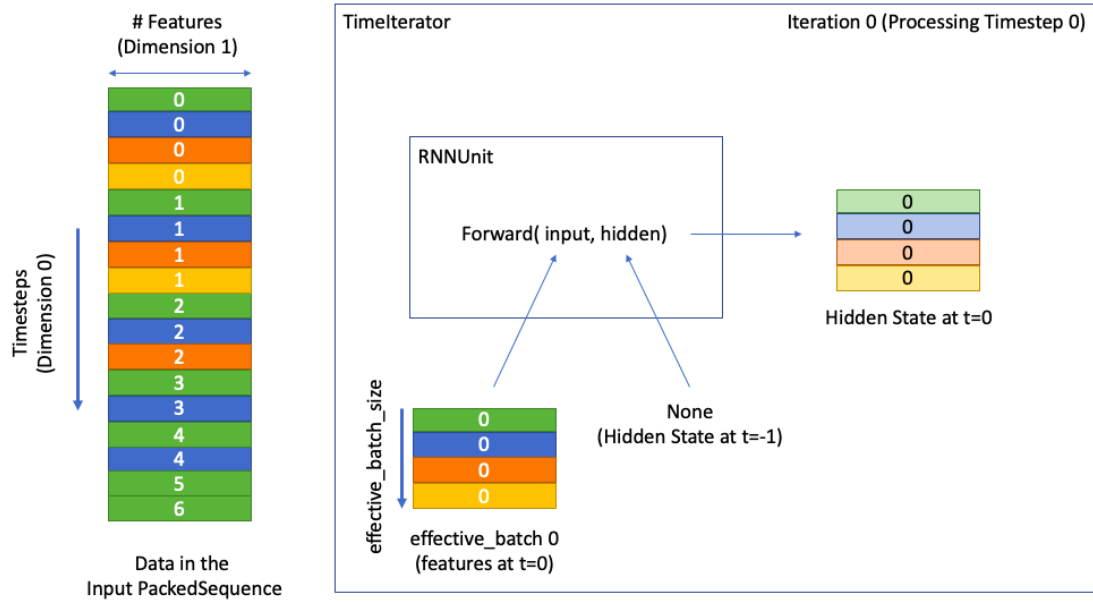 # Features
(Dimension 1)
0
0
0
0
1
1
1
1
2
2
2
3
3
4
4
5
6
Timesteps
(Dimension 0)
Data in the
Input PackedSequence
TimeIterator
Iteration 0 (Processing Timestep 0)
RNNUnit
Forward( input, hidden)
0
0
0
0
Hidden State at t=0
effective_batch_size
0
0
0
0
effective_batch 0
(features at t=0)
None
(Hidden State at t=-1)